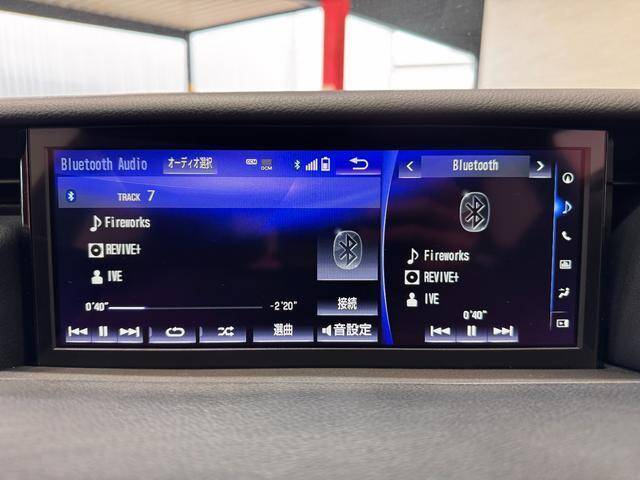 Bluetooth Audio オーディオ選択 DCM
TRACK 7
Fireworks
REVIVE+
IVE
0'40" -2'20"
接続
選曲 音設定
Bluetooth
Fireworks
REVIVE+
IVE
0'40"